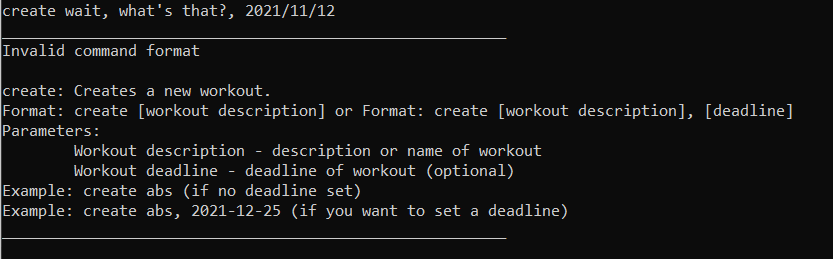 create wait, what's that?, 2021/11/12
________________________________________________________
Invalid command format
create: Creates a new workout.
Format: create [workout description] or Format: create [workout description], [deadline]
Parameters:
        Workout description - description or name of workout
        Workout deadline - deadline of workout (optional)
Example: create abs (if no deadline set)
Example: create abs, 2021-12-25 (if you want to set a deadline)
________________________________________________________